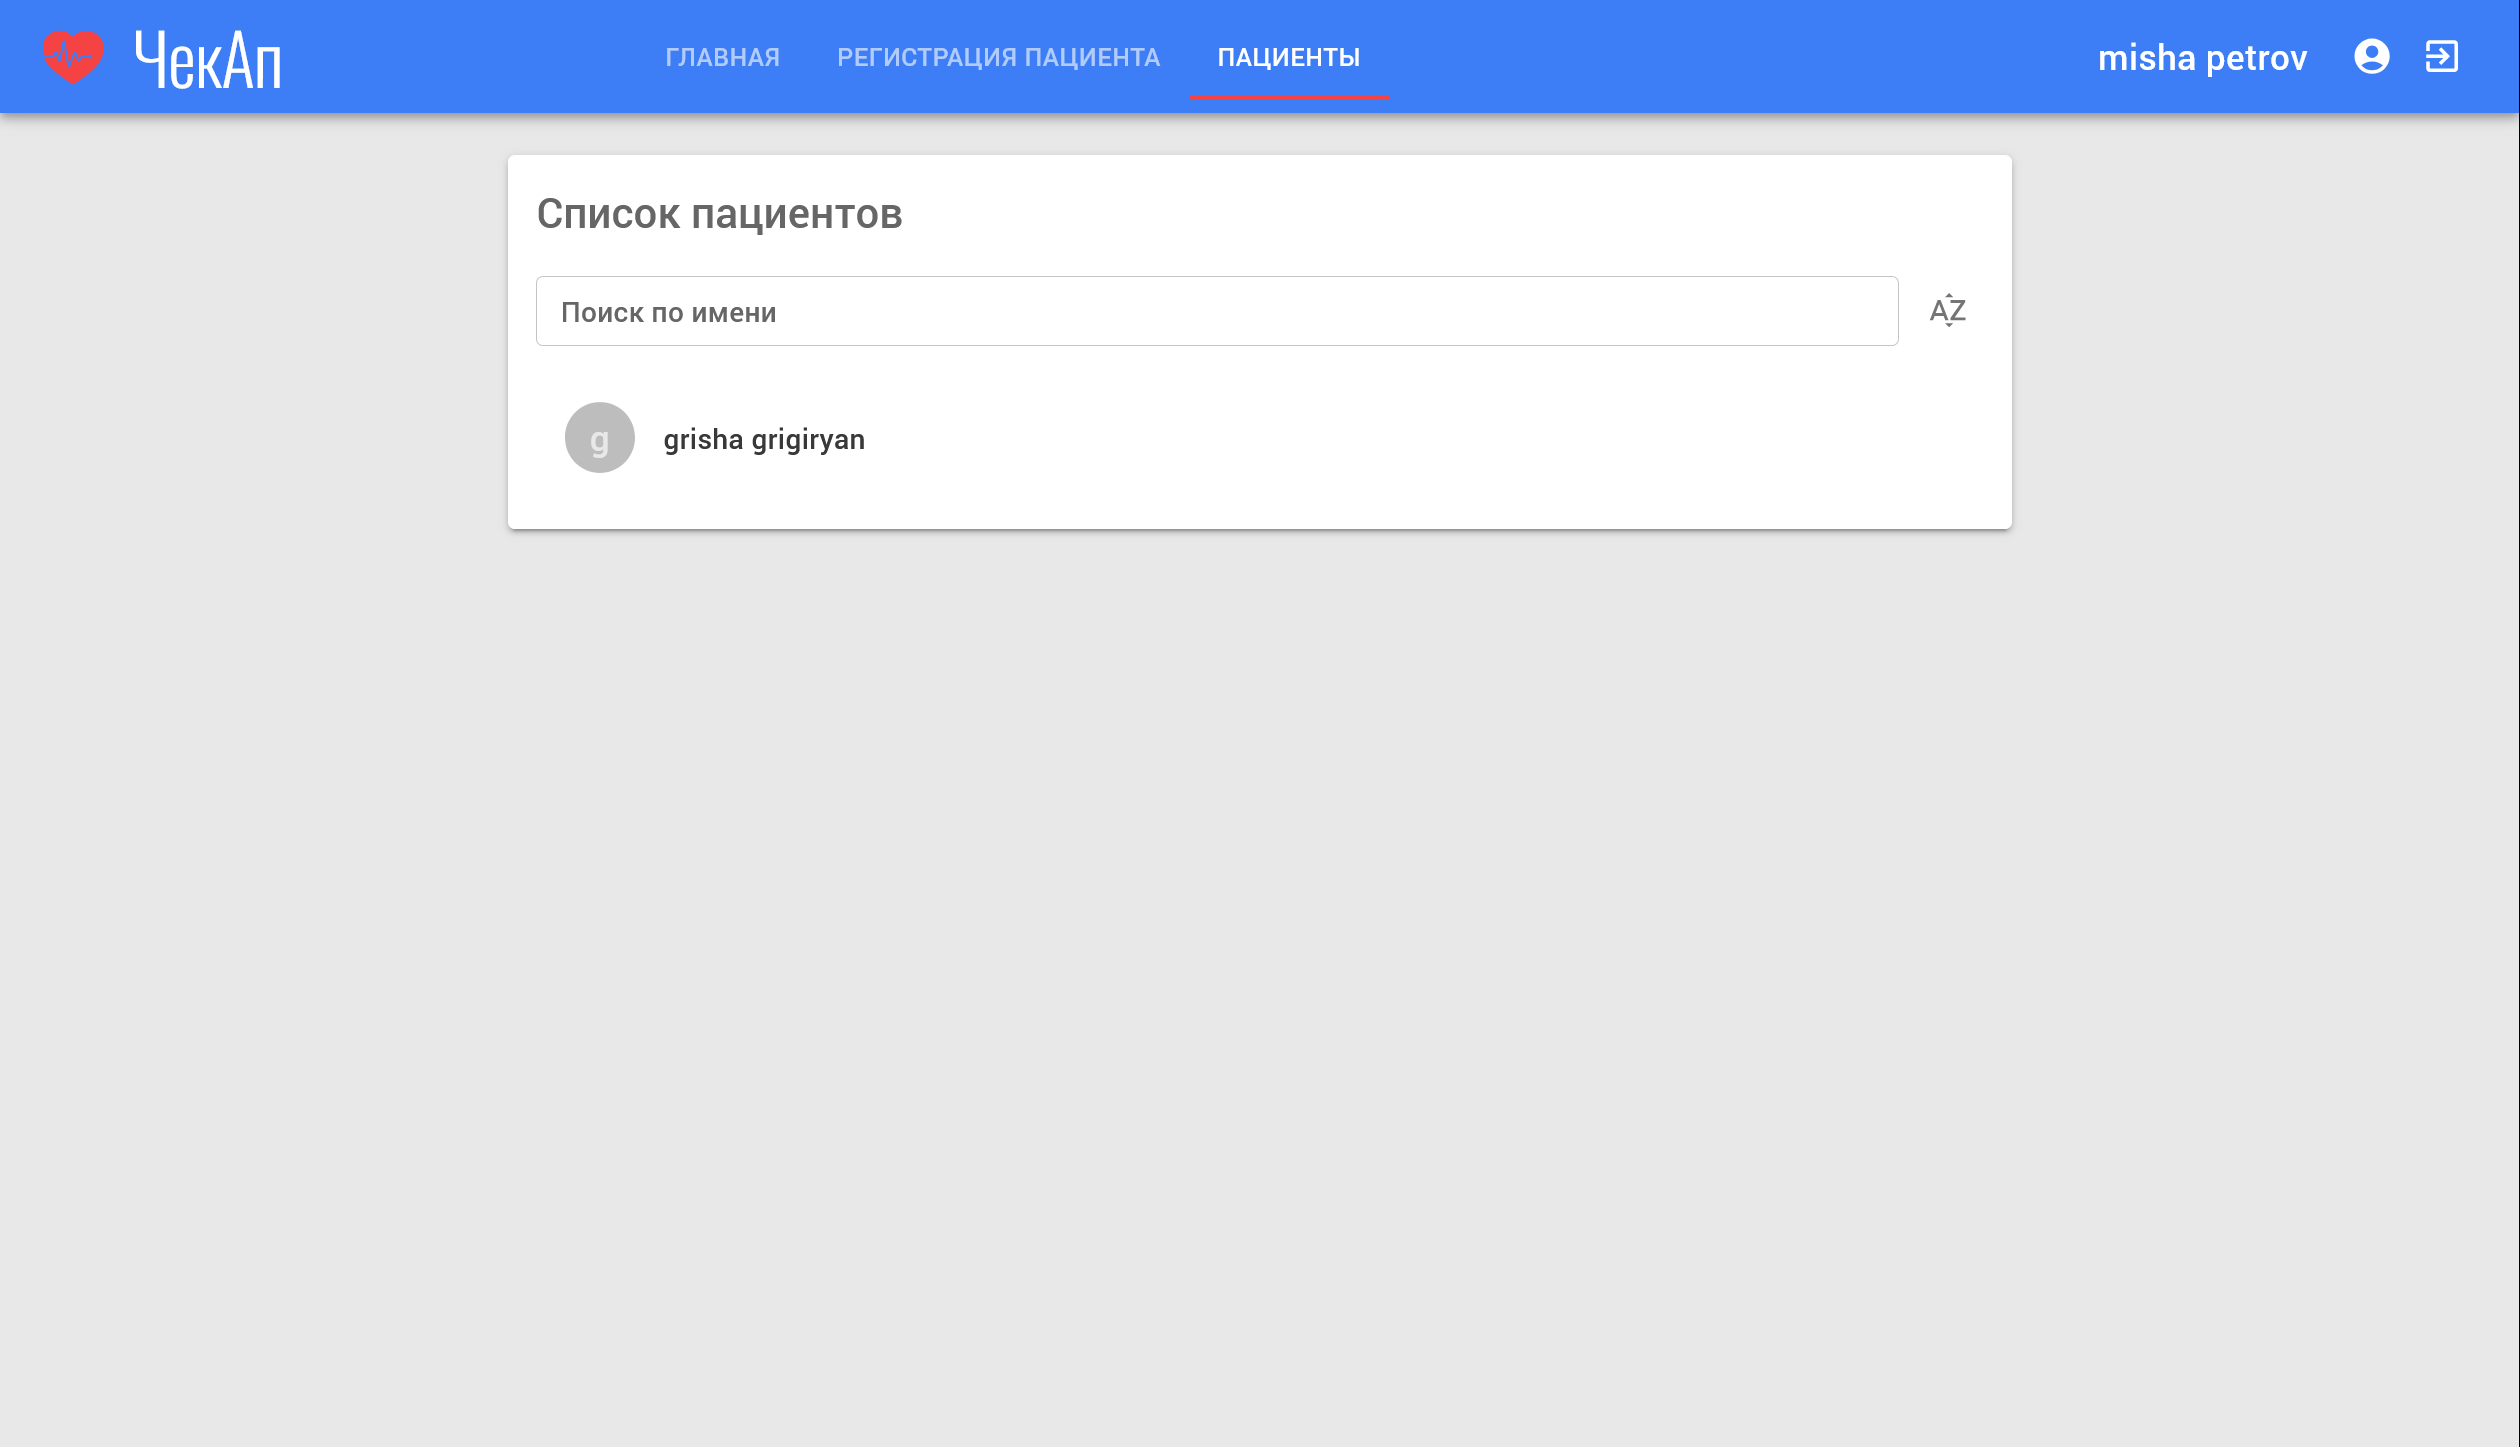 ЧекАп
ГЛАВНАЯ
РЕГИСТРАЦИЯ ПАЦИЕНТА
ПАЦИЕНТЫ
misha petrov
Список пациентов
Поиск по имени
AZ
g
grisha grigiryan